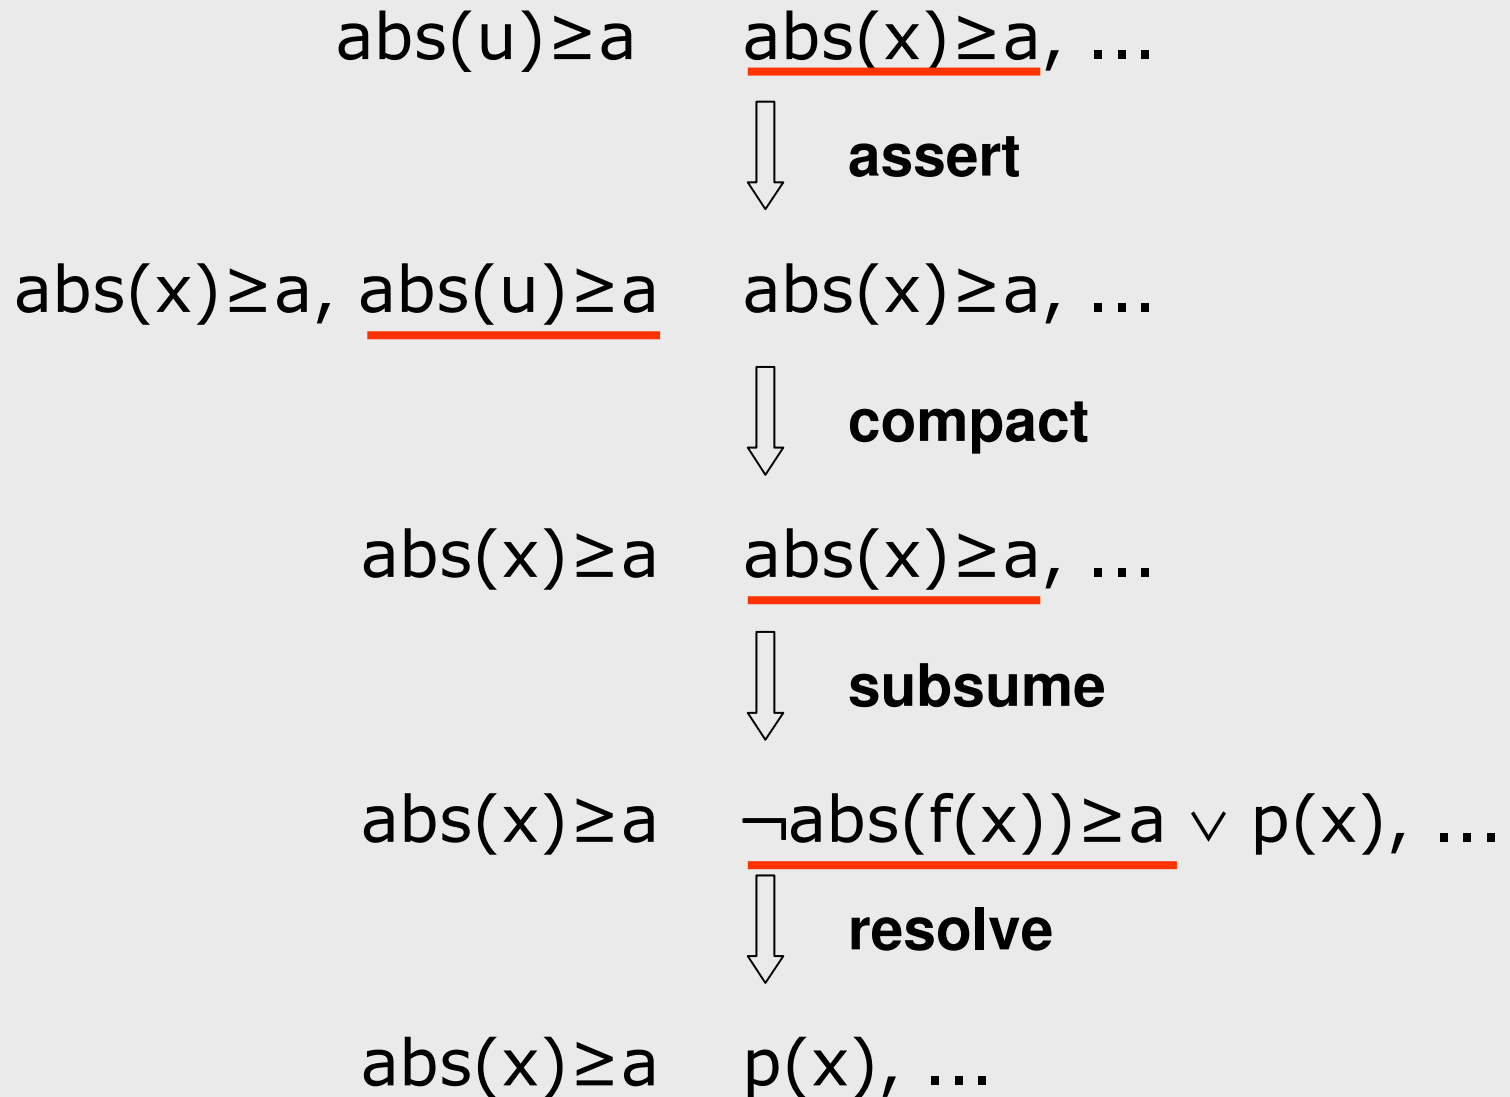 abs(u)≥a abs(x)≥a, ...
assert
abs(x)≥a, abs(u)≥a abs(x)≥a, ...
compact
abs(x)≥a abs(x)≥a, ...
subsume
abs(x)≥a ¬abs(f(x))≥a ∨ p(x), ...
resolve
abs(x)≥a p(x), ...